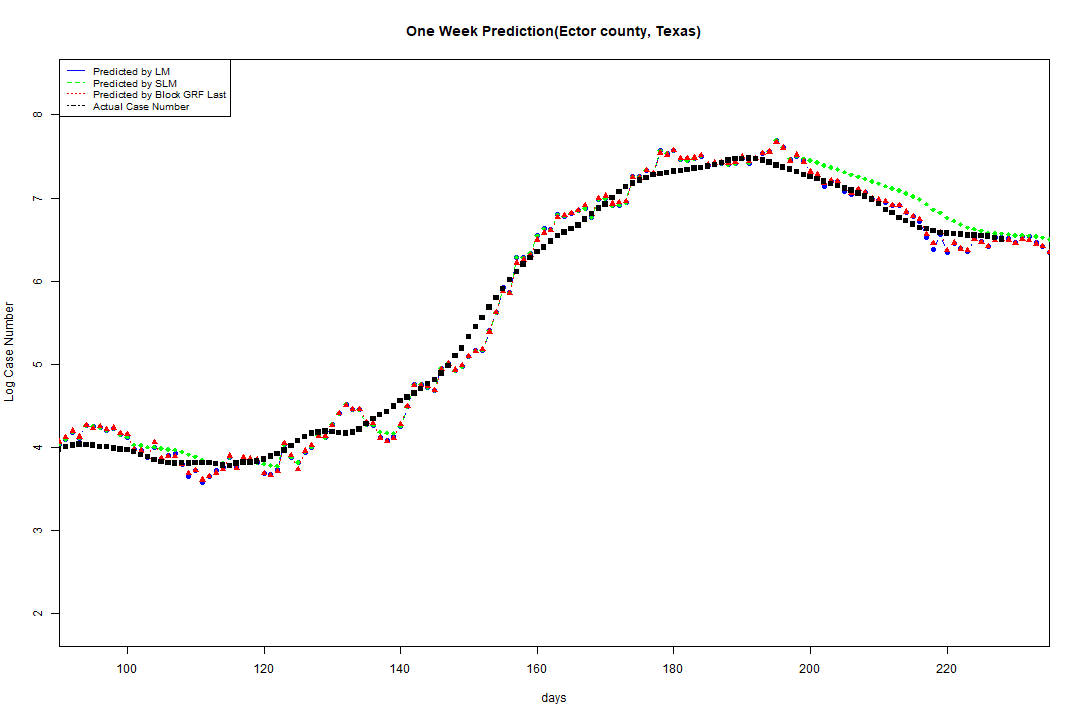 One Week Prediction(Ector county, Texas)
Predicted by LM
Predicted by SLM
Predicted by Block GRF Last
Actual Case Number
Log Case Number
8
7
6
5
4
3
2
100 120 140 160 180 200 220
days